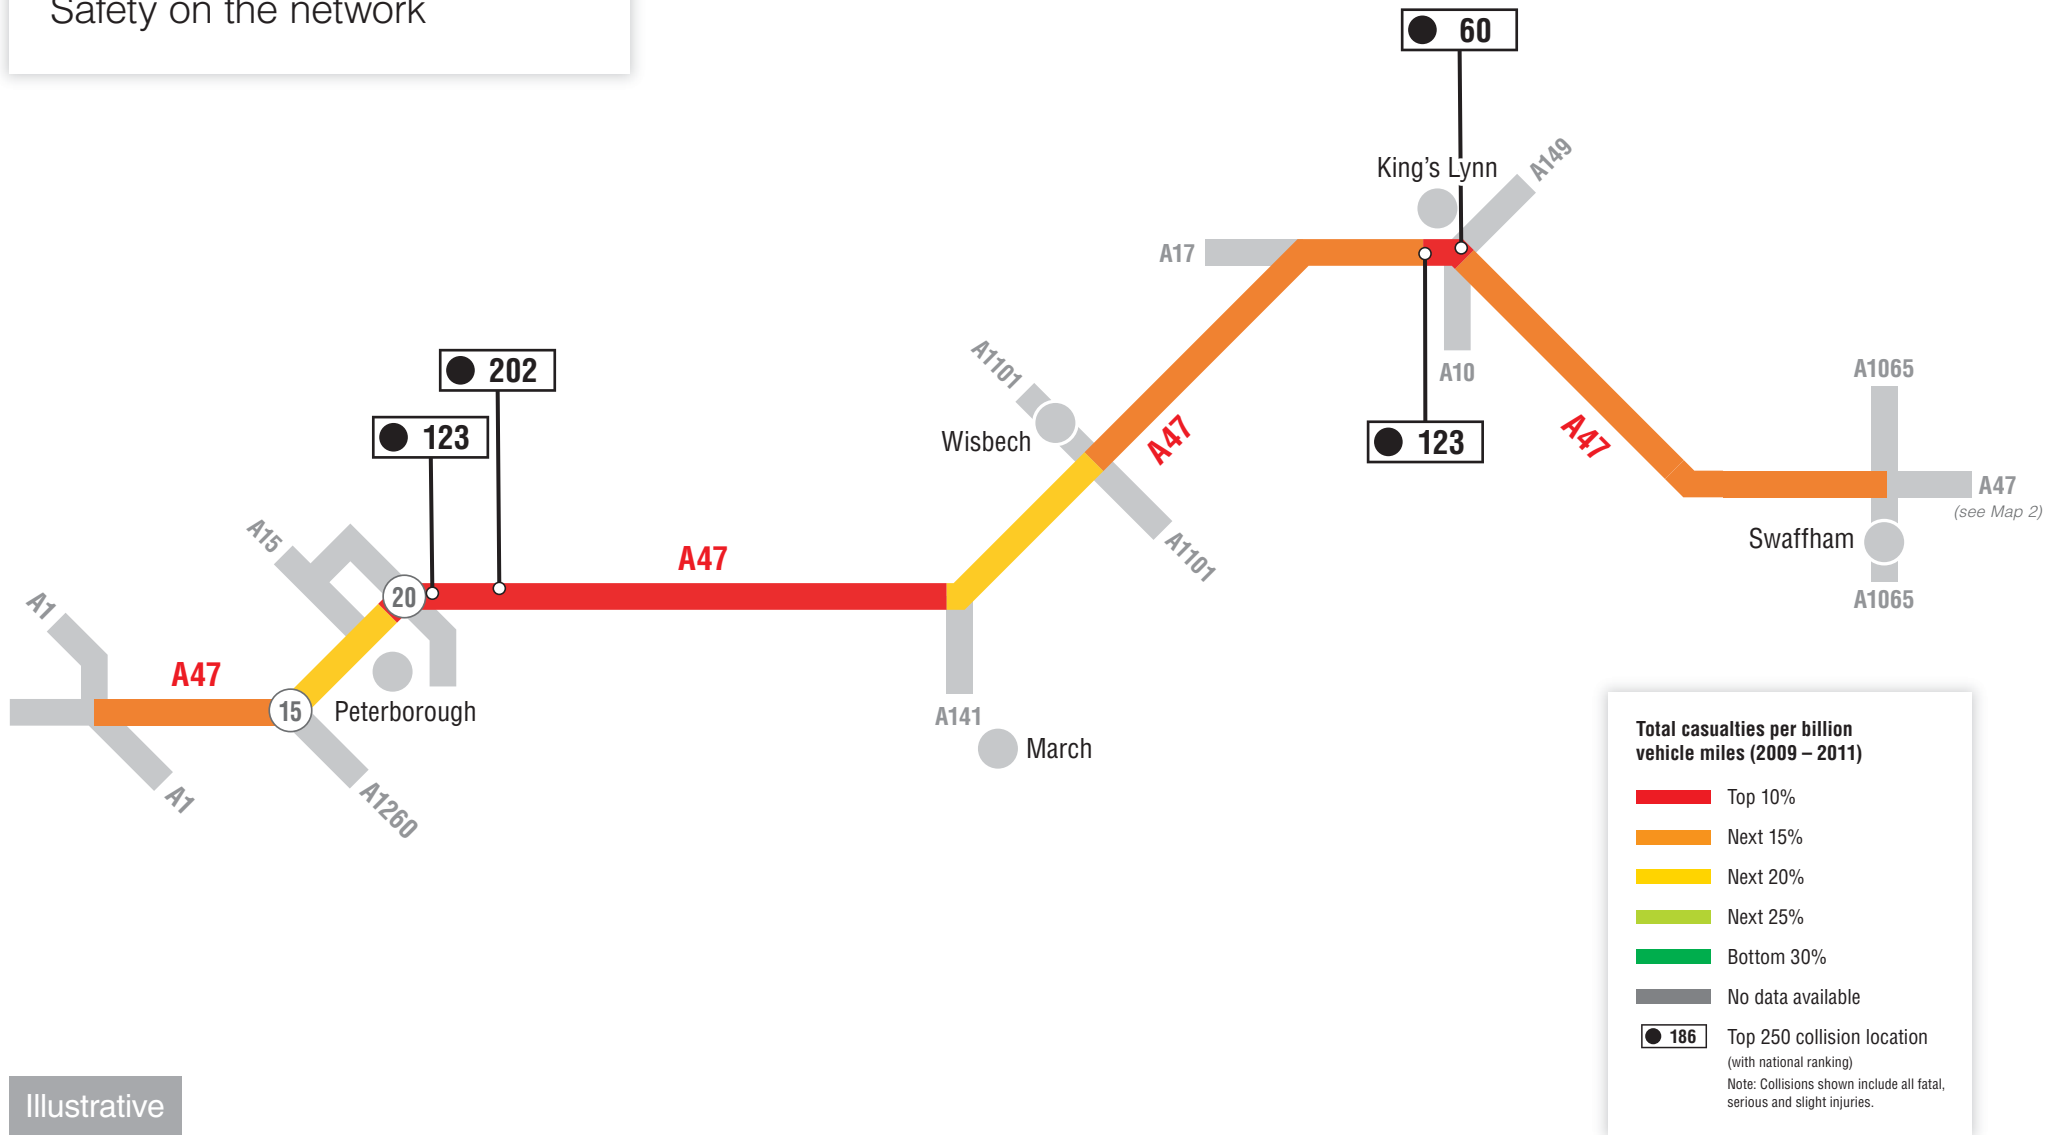 Safety on the network
60
King's Lynn
A149
A17
A10
123
A47
A1065
A47
(see Map 2)
Swaffham
A1065
A1101
Wisbech
A47
A1101
202
123
A15
20
A47
A1
A47
15
Peterborough
A1
A1260
A141
March
Total casualties per billion
vehicle miles (2009 – 2011)
Top 10%
Next 15%
Next 20%
Next 25%
Bottom 30%
No data available
186 Top 250 collision location
(with national ranking)
Note: Collisions shown include all fatal,
serious and slight injuries.
Illustrative